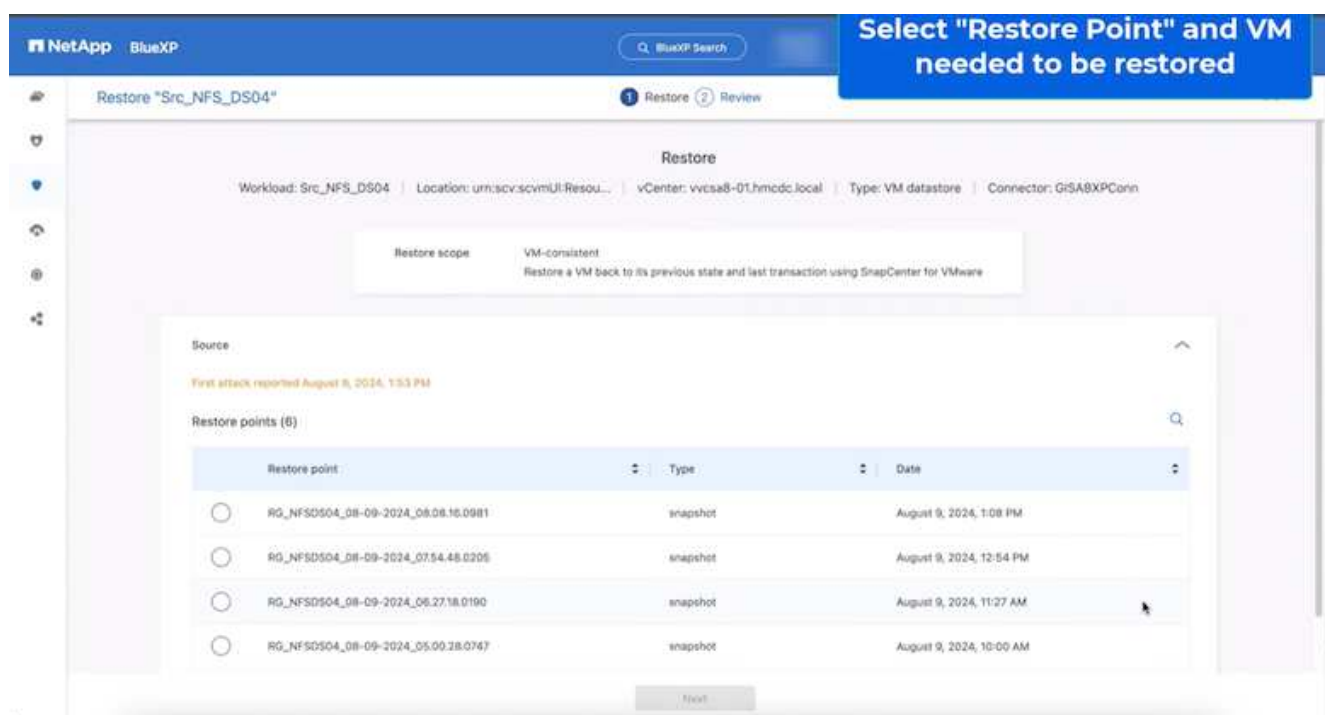 NetApp BlueXP
BlueXP Search
Select "Restore Point" and VM
needed to be restored
Restore "Src_NFS_DS04"
1 Restore 2 Review
Restore
Workload: Src_NFS_DS04 | Location: urn:scv:scvmUI:Resou... | vCenter: vvcsa8-01.hmcdc.local | Type: VM datastore | Connector: GISABXPConn
Restore scope VM-consistent
Restore a VM back to its previous state and last transaction using SnapCenter for VMware
Source
First attack reported August 9, 2024, 1:53 PM
Restore points (6)
Restore point Type Date
RG_NFSDS04_08-09-2024_08.08.16.0981 snapshot August 9, 2024, 1:08 PM
RG_NFSDS04_08-09-2024_07.54.48.0205 snapshot August 9, 2024, 12:54 PM
RG_NFSDS04_08-09-2024_06.27.18.0190 snapshot August 9, 2024, 11:27 AM
RG_NFSDS04_08-09-2024_05.00.28.0747 snapshot August 9, 2024, 10:00 AM
Next